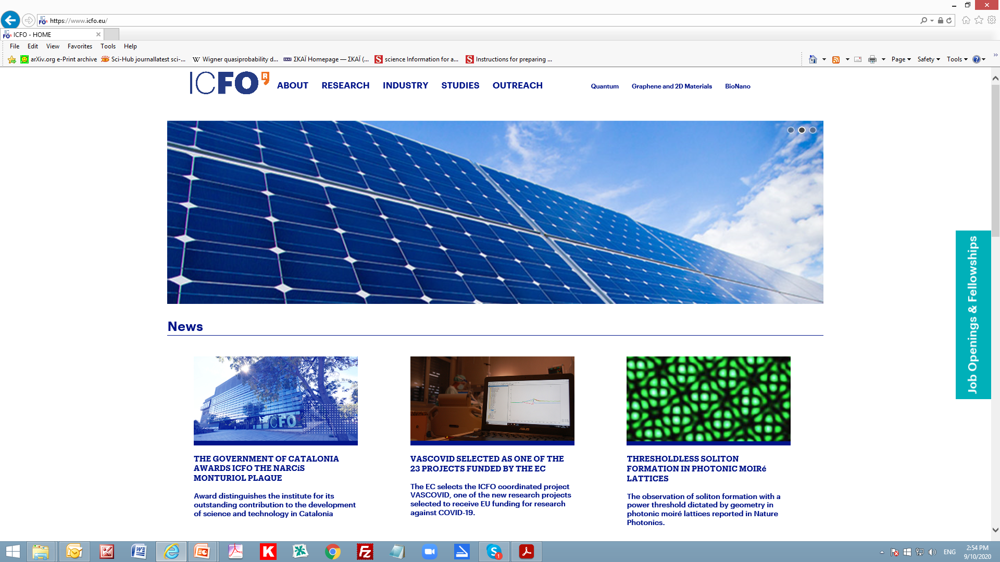 https://www.icfo.eu/
ICFO - HOME
File Edit View Favorites Tools Help
arXiv.org e-Print archive Sci-Hub journallatest sci-... Wigner quasiprobability d... ΣΚΑΪ Homepage — ΣΚΑΪ (... science Information for a... Instructions for preparing ... Page Safety Tools
ICFO R
ABOUT RESEARCH INDUSTRY STUDIES OUTREACH Quantum Graphene and 2D Materials BioNano
Job Openings & Fellowships
News
ICFO
ASUS
THE GOVERNMENT OF CATALONIA
AWARDS ICFO THE NARCíS
MONTURIOL PLAQUE
Award distinguishes the institute for its
outstanding contribution to the development
of science and technology in Catalonia
VASCOVID SELECTED AS ONE OF THE
23 PROJECTS FUNDED BY THE EC
The EC selects the ICFO coordinated project
VASCOVID, one of the new research projects
selected to receive EU funding for research
against COVID-19.
THRESHOLDLESS SOLITON
FORMATION IN PHOTONIC MOIRé
LATTICES
The observation of soliton formation with a
power threshold dictated by geometry in
photonic moiré lattices reported in Nature
Photonics.
ENG
2:54 PM
9/10/2020